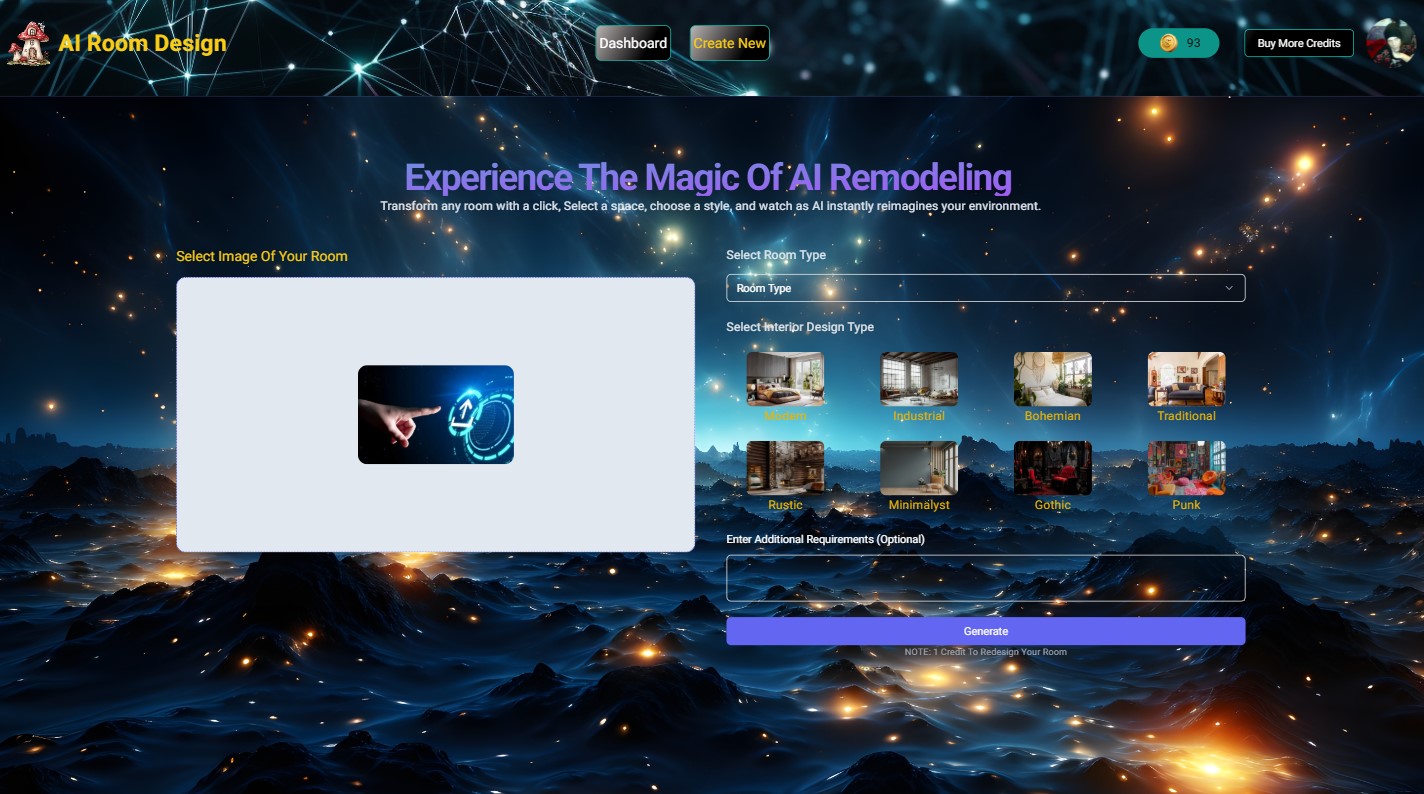 AI Room Design
Dashboard
Create New
93
Buy More Credits
Experience The Magic Of AI Remodeling
Transform any room with a click, Select a space, choose a style, and watch as AI instantly reimagines your environment.
Select Image Of Your Room
Select Room Type
Room Type
Select Interior Design Type
Modern
Industrial
Bohemian
Traditional
Rustic
Minimalyst
Gothic
Punk
Enter Additional Requirements (Optional)
Generate
NOTE: 1 Credit To Redesign Your Room